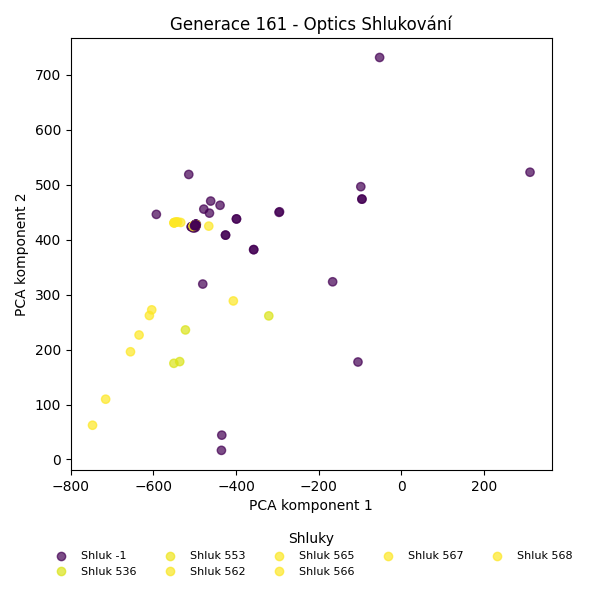 Generace 161 - Optics Shlukování
700
600
500
400
300
200
100
0
PCA komponent 2
−800 −600 −400 −200 0 200
PCA komponent 1
Shluky
Shluk -1 Shluk 553 Shluk 565 Shluk 567 Shluk 568
Shluk 536 Shluk 562 Shluk 566